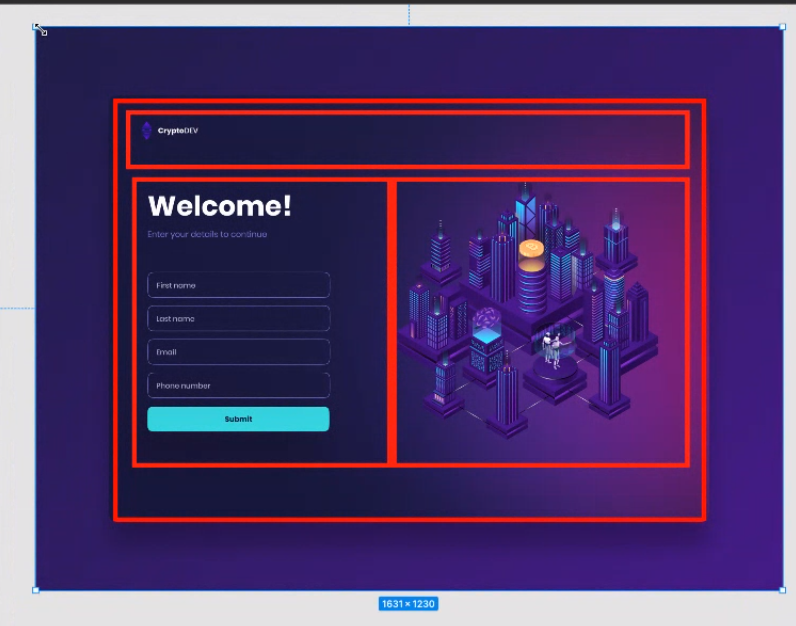 CryptoDEV
Welcome!
Enter your details to continue
First name
Last name
Email
Phone number
Submit
1631 × 1230